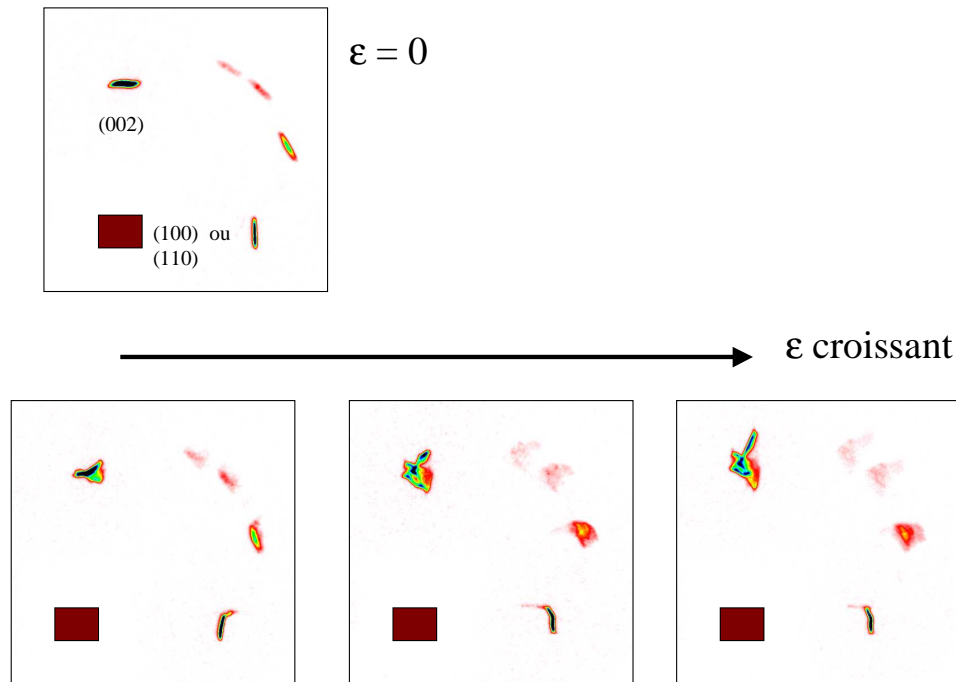 ε = 0
(002)
(100) ou
(110)
ε croissant